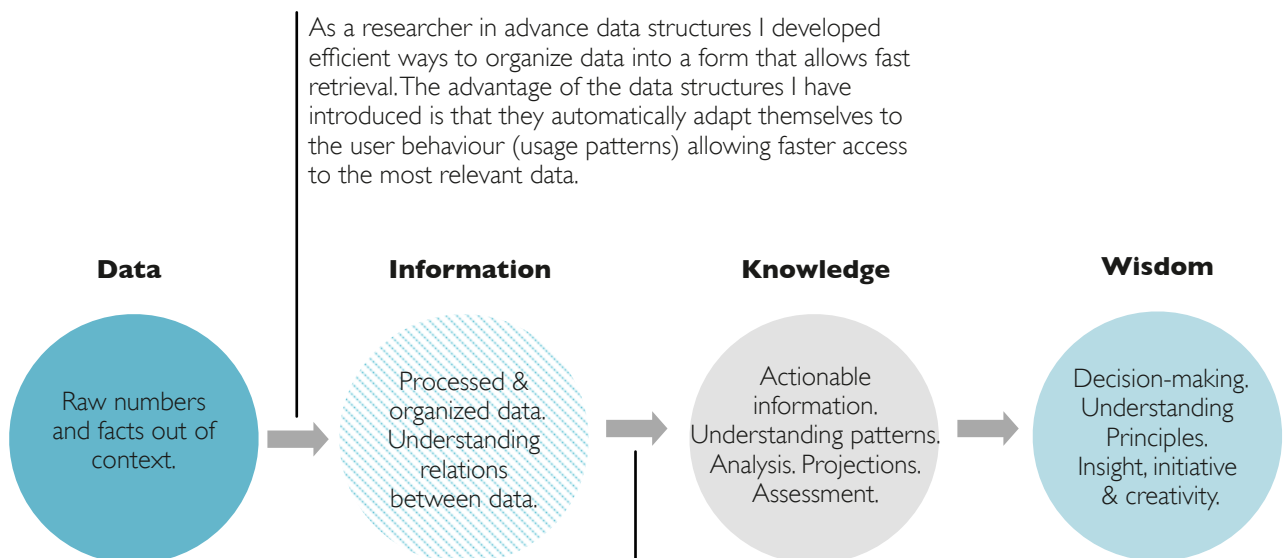 As a researcher in advance data structures I developed
efficient ways to organize data into a form that allows fast
retrieval. The advantage of the data structures I have
introduced is that they automatically adapt themselves to
the user behaviour (usage patterns) allowing faster access
to the most relevant data.
Data
Information
Knowledge
Wisdom
Raw numbers
and facts out of
context.
Processed &
organized data.
Understanding
relations
between data.
Actionable
information.
Understanding patterns.
Analysis. Projections.
Assessment.
Decision-making.
Understanding
Principles.
Insight, initiative
& creativity.